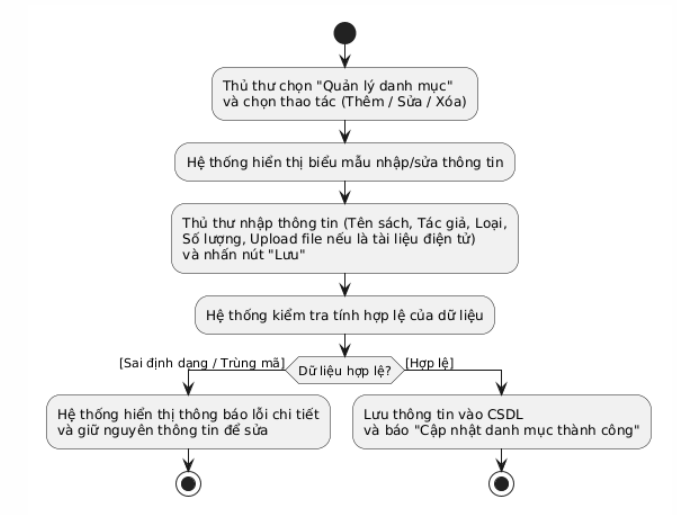 Thủ thư chọn "Quản lý danh mục"
và chọn thao tác (Thêm / Sửa / Xóa)
Hệ thống hiển thị biểu mẫu nhập/sửa thông tin
Thủ thư nhập thông tin (Tên sách, Tác giả, Loại,
Số lượng, Upload file nếu là tài liệu điện tử)
và nhấn nút "Lưu"
Hệ thống kiểm tra tính hợp lệ của dữ liệu
[Sai định dạng / Trùng mã]
Dữ liệu hợp lệ?
[Hợp lệ]
Hệ thống hiển thị thông báo lỗi chi tiết
và giữ nguyên thông tin để sửa
Lưu thông tin vào CSDL
và báo "Cập nhật danh mục thành công"